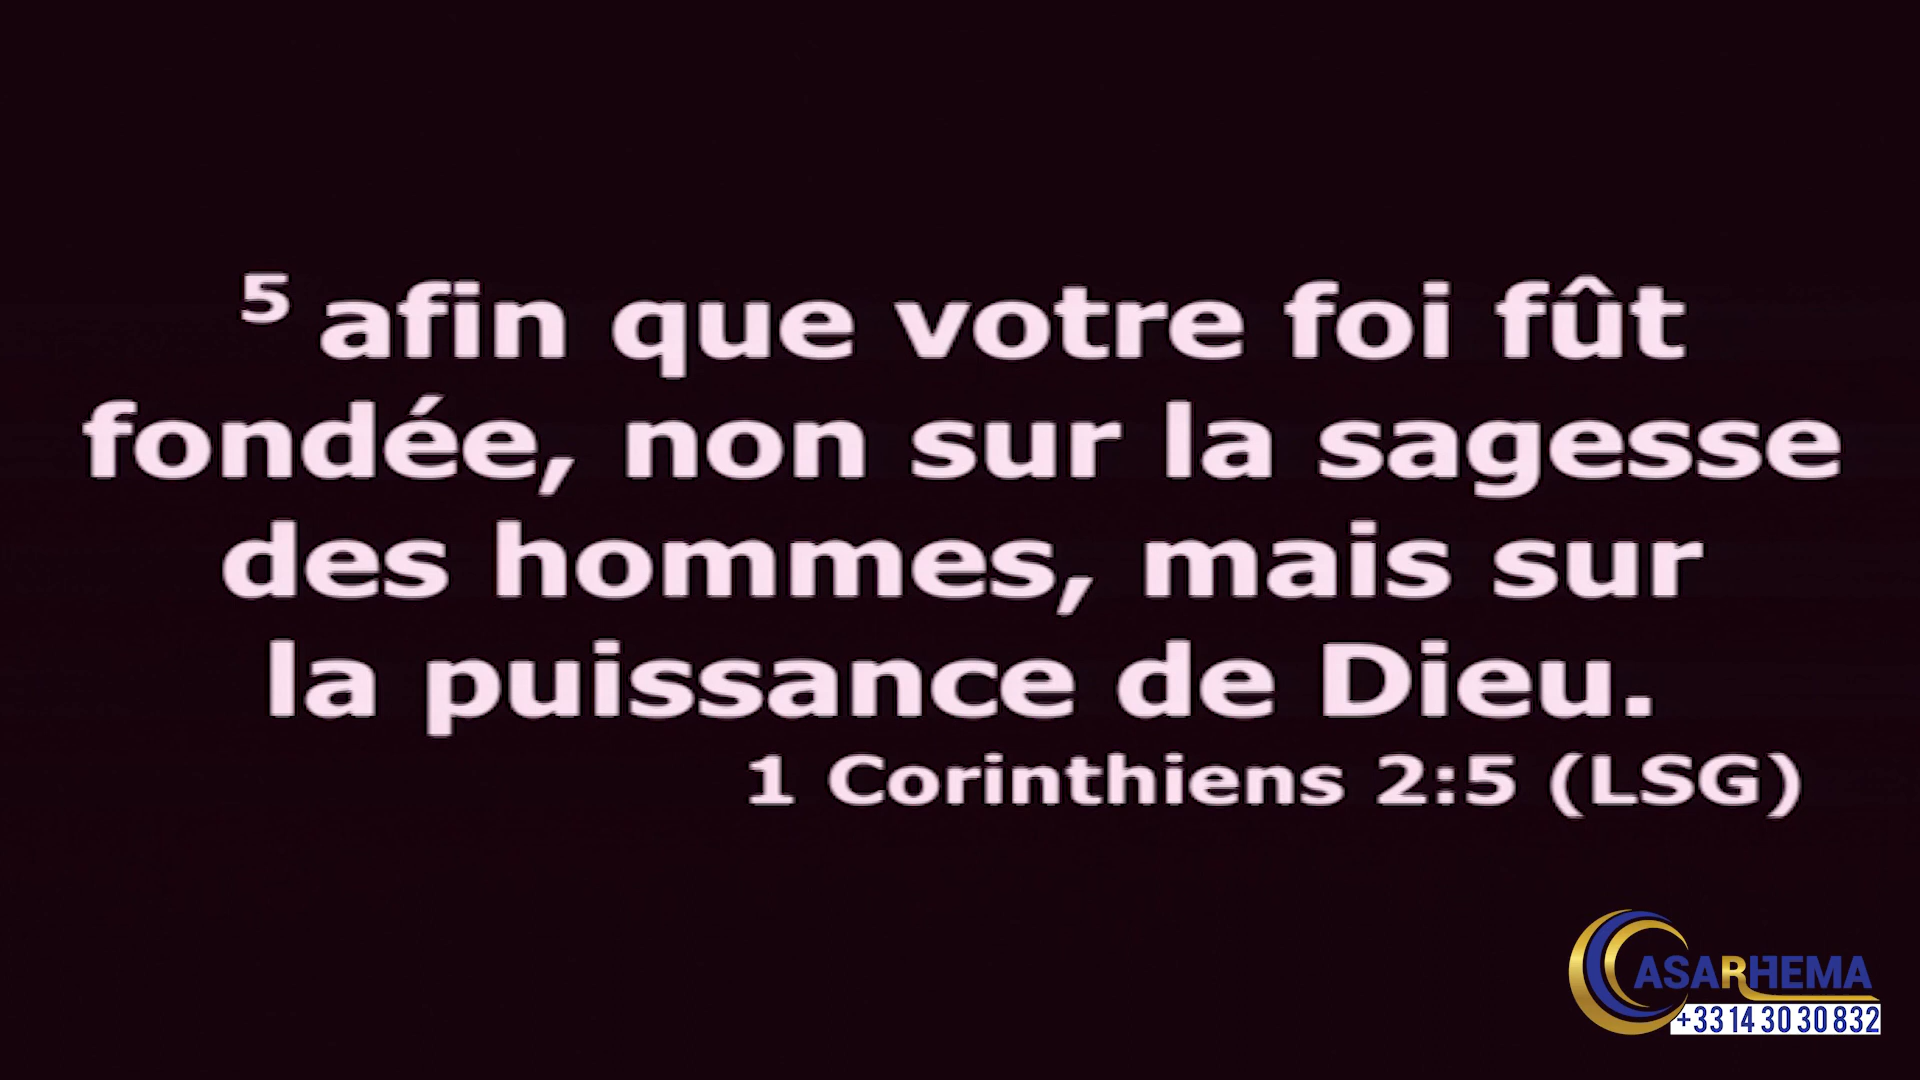 5 afin que votre foi fût
fondée, non sur la sagesse
des hommes, mais sur
la puissance de Dieu.
1 Corinthiens 2:5 (LSG)
CASARHEMA
+33 14 30 30 832